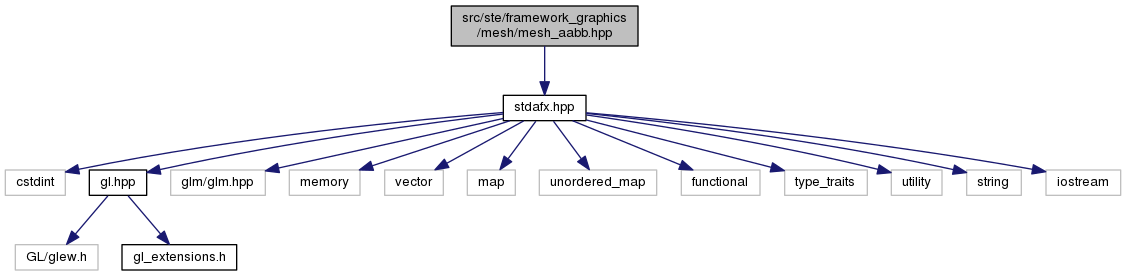 src/ste/framework_graphics
/mesh/mesh_aabb.hpp
stdafx.hpp
cstdint
gl.hpp
glm/glm.hpp
memory
vector
map
unordered_map
functional
type_traits
utility
string
iostream
GL/glew.h
gl_extensions.h